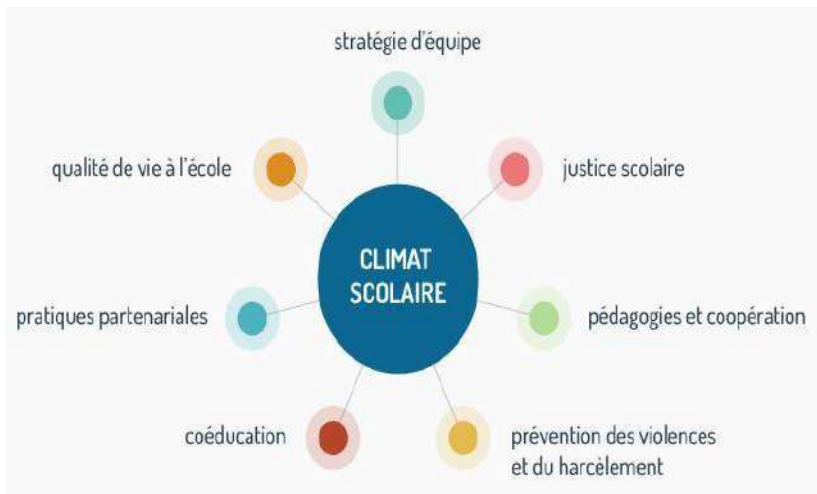 stratégie d'équipe
qualité de vie à l'école
justice scolaire
CLIMAT
SCOLAIRE
pratiques partenariales
pédagogies et coopération
coéducation
prévention des violences
et du harcèlement